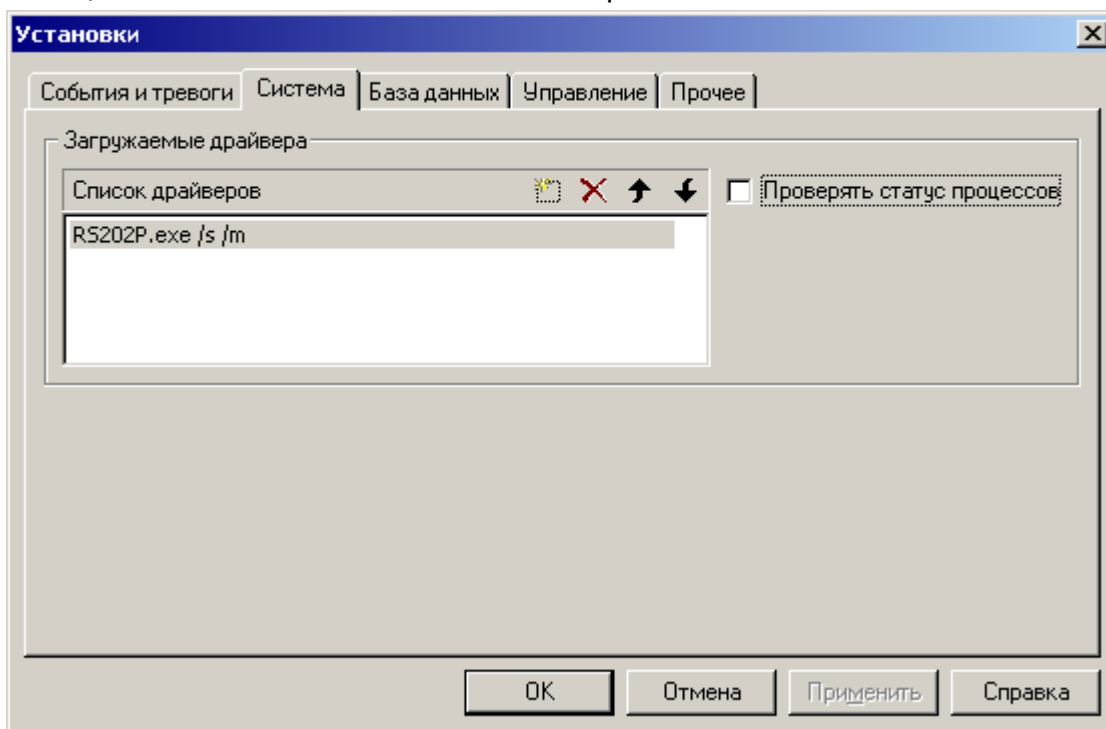 Установки
События и тревоги Система База данных Управление Прочее
Загружаемые драйвера
Список драйверов
Проверять статус процессов
RS202P.exe /s /m
OK Отмена Применить Справка